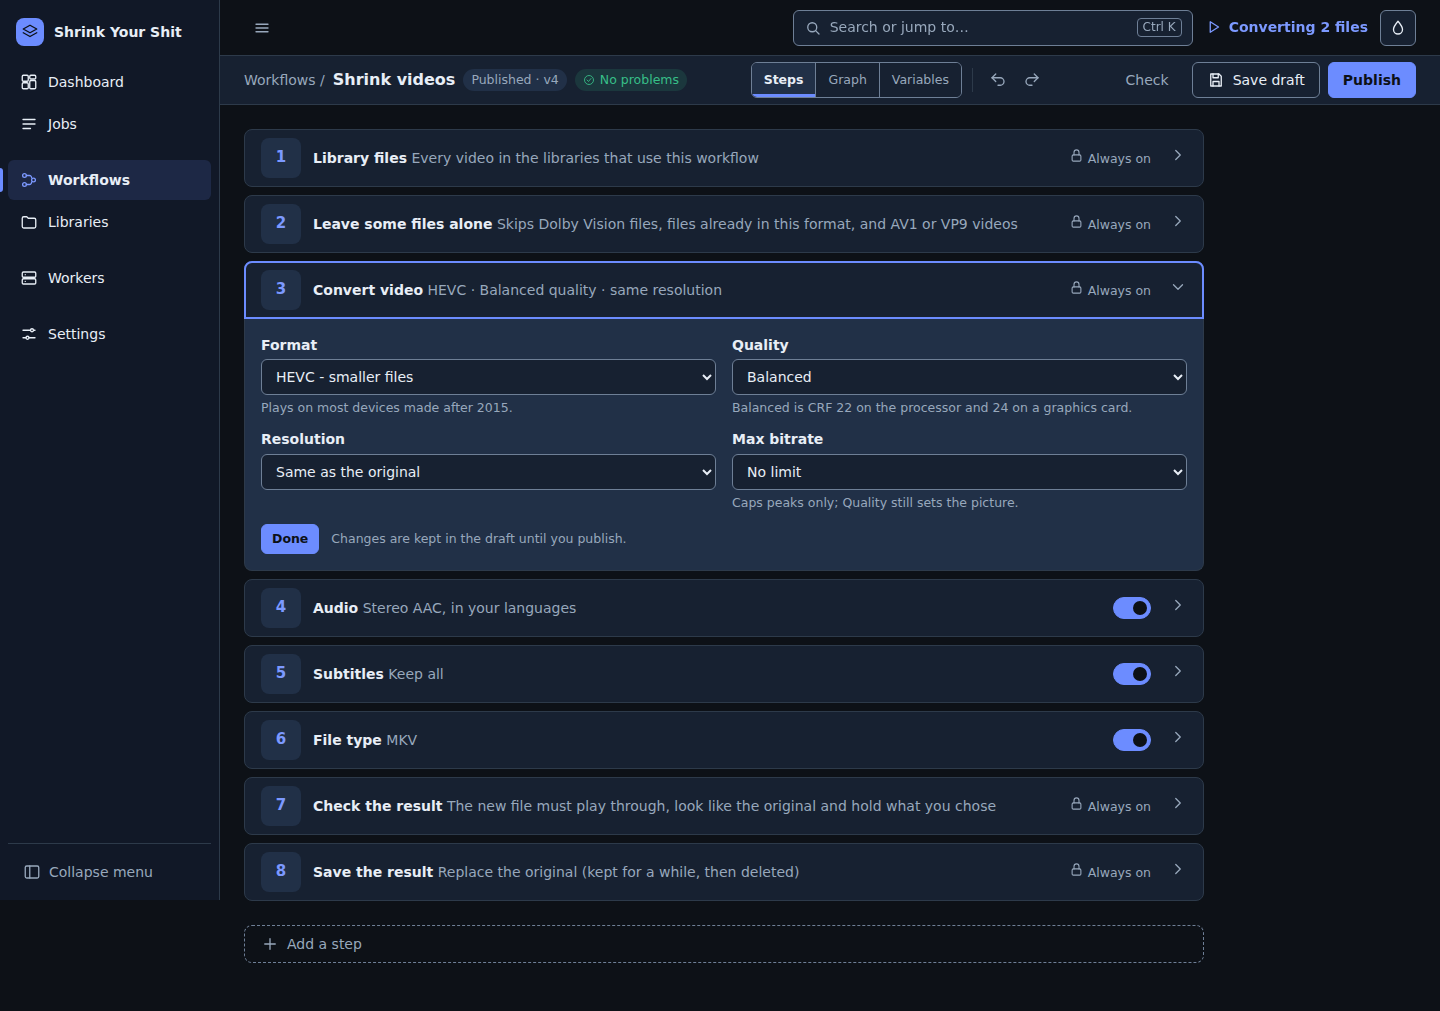 Shrink Your Shit
Search or jump to...
Ctrl K
Converting 2 files
Dashboard
Jobs
Workflows
Libraries
Workers
Settings
Collapse menu
Workflows / Shrink videos
Published · v4
No problems
Steps
Graph
Variables
Check
Save draft
Publish
1
Library files Every video in the libraries that use this workflow
Always on
2
Leave some files alone Skips Dolby Vision files, files already in this format, and AV1 or VP9 videos
Always on
3
Convert video HEVC · Balanced quality · same resolution
Always on
Format
HEVC - smaller files
Plays on most devices made after 2015.
Quality
Balanced
Balanced is CRF 22 on the processor and 24 on a graphics card.
Resolution
Same as the original
Max bitrate
No limit
Caps peaks only; Quality still sets the picture.
Done
Changes are kept in the draft until you publish.
4
Audio Stereo AAC, in your languages
5
Subtitles Keep all
6
File type MKV
7
Check the result The new file must play through, look like the original and hold what you chose
Always on
8
Save the result Replace the original (kept for a while, then deleted)
Always on
Add a step